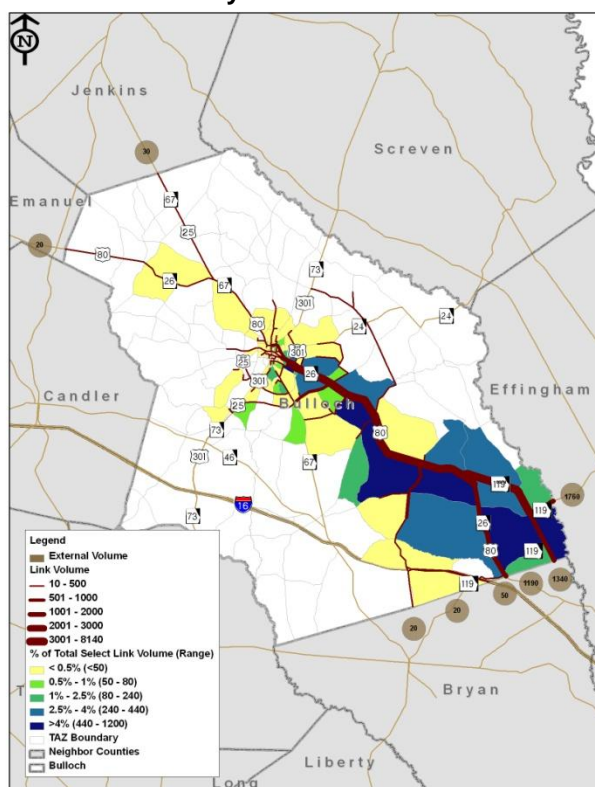 N
Jenkins
Screven
30
Emanuel
67
25
20
80
26
67
73
301
24
24
80
301
25
26
301
Effingham
Candler
Bulloch
25
80
73
301
46
67
119
1760
119
16
26
119
73
80
119
1340
1100
50
20
20
Bryan
Liberty
Long
T
Legend
External Volume
Link Volume
10 - 500
501 - 1000
1001 - 2000
2001 - 3000
3001 - 8140
% of Total Select Link Volume (Range)
< 0.5% (<50)
0.5% - 1% (50 - 80)
1% - 2.5% (80 - 240)
2.5% - 4% (240 - 440)
>4% (440 - 1200)
TAZ Boundary
Neighbor Counties
Bulloch